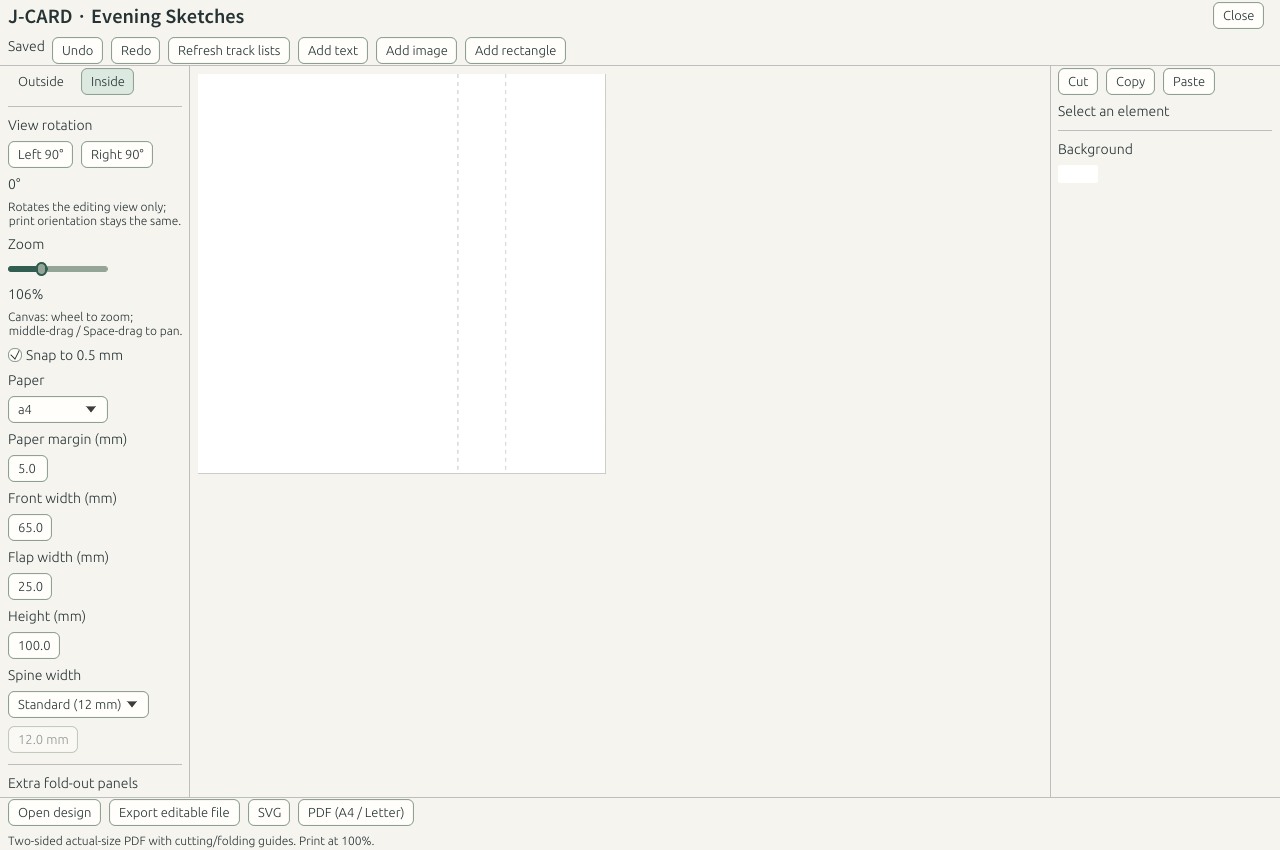 J-CARD · Evening Sketches
Close
Saved
Undo
Redo
Refresh track lists
Add text
Add image
Add rectangle
Outside
Inside
View rotation
Left 90°
Right 90°
0°
Rotates the editing view only;
print orientation stays the same.
Zoom
106%
Canvas: wheel to zoom;
middle-drag / Space-drag to pan.
Snap to 0.5 mm
Paper
a4
Paper margin (mm)
5.0
Front width (mm)
65.0
Flap width (mm)
25.0
Height (mm)
100.0
Spine width
Standard (12 mm)
12.0 mm
Extra fold-out panels
Cut
Copy
Paste
Select an element
Background
Open design
Export editable file
SVG
PDF (A4 / Letter)
Two-sided actual-size PDF with cutting/folding guides. Print at 100%.